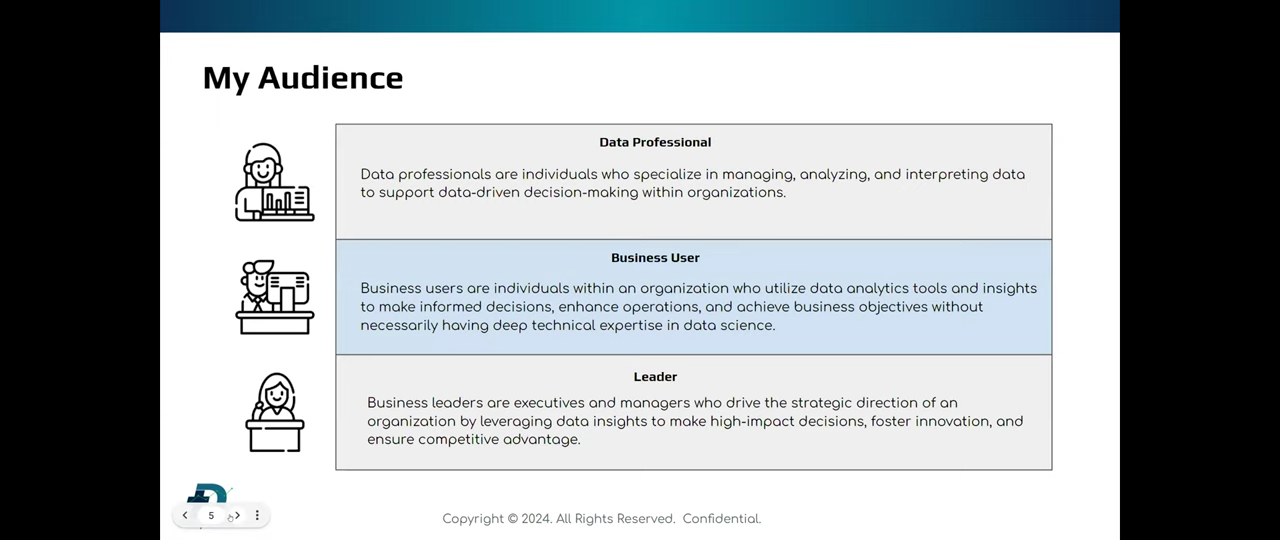 My Audience
Data Professional
Data professionals are individuals who specialize in managing, analyzing, and interpreting data
to support data-driven decision-making within organizations.
Business User
Business users are individuals within an organization who utilize data analytics tools and insights
to make informed decisions, enhance operations, and achieve business objectives without
necessarily having deep technical expertise in data science.
Leader
Business leaders are executives and managers who drive the strategic direction of an
organization by leveraging data insights to make high-impact decisions, foster innovation, and
ensure competitive advantage.
5
Copyright © 2024. All Rights Reserved. Confidential.